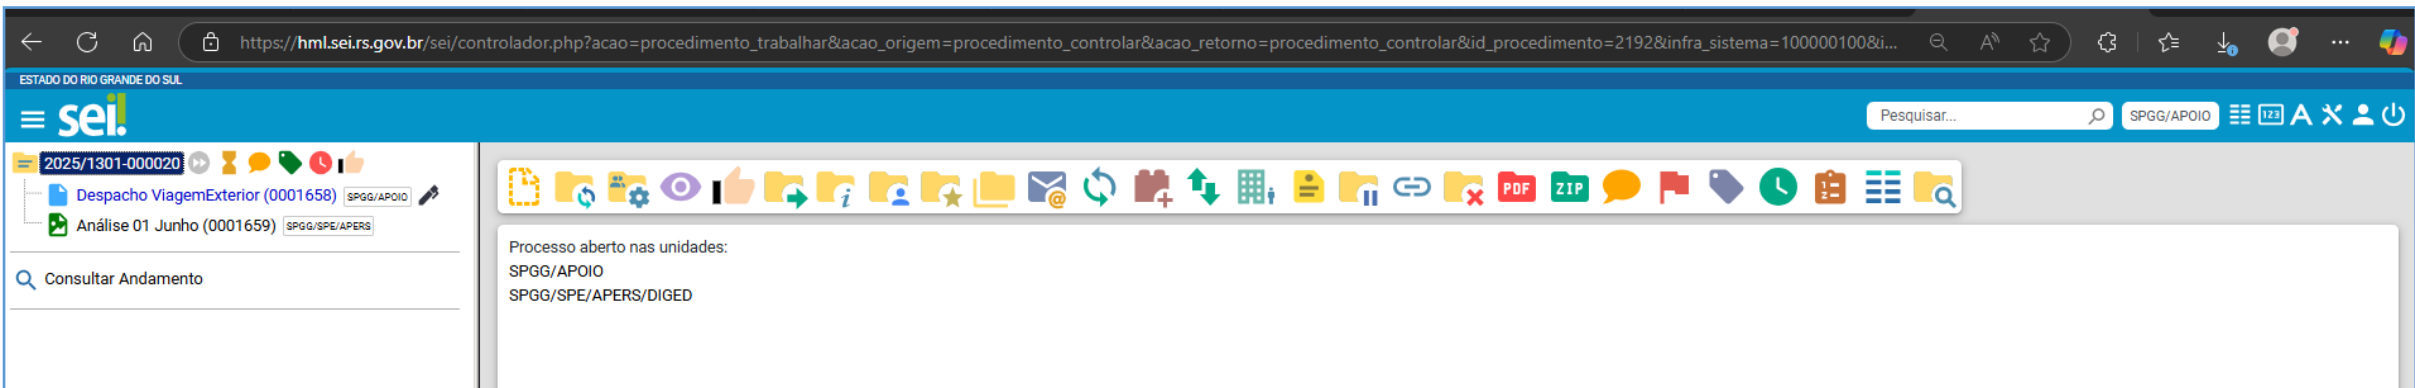 https://hml.sei.rs.gov.br/sei/controlador.php?acao=procedimento_trabalhar&acao_origem=procedimento_controlar&acao_retorno=procedimento_controlar&id_procedimento=2192&infra_sistema=100000100&i...
ESTADO DO RIO GRANDE DO SUL
sei!
Pesquisar...
SPGG/APOIO
123
2025/1301-000020
Despacho ViagemExterior (0001658) SPGG/APOIO
Análise 01 Junho (0001659) SPGG/SPE/APERS
Consultar Andamento
PDF
ZIP
Processo aberto nas unidades:
SPGG/APOIO
SPGG/SPE/APERS/DIGED